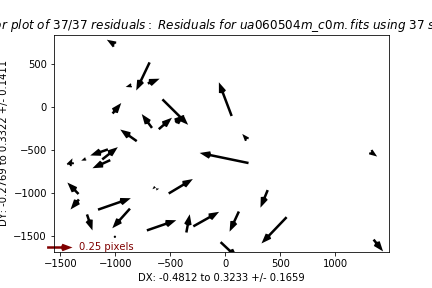 or plot of 37/37 residuals: Residuals for ua060504m_c0m.fits using 37 s
DY: -0.2769 to 0.3322 +/- 0.1411
500
0
−500
−1000
−1500
0.25 pixels
−1500 −1000 −500 0 500 1000
DX: -0.4812 to 0.3233 +/- 0.1659